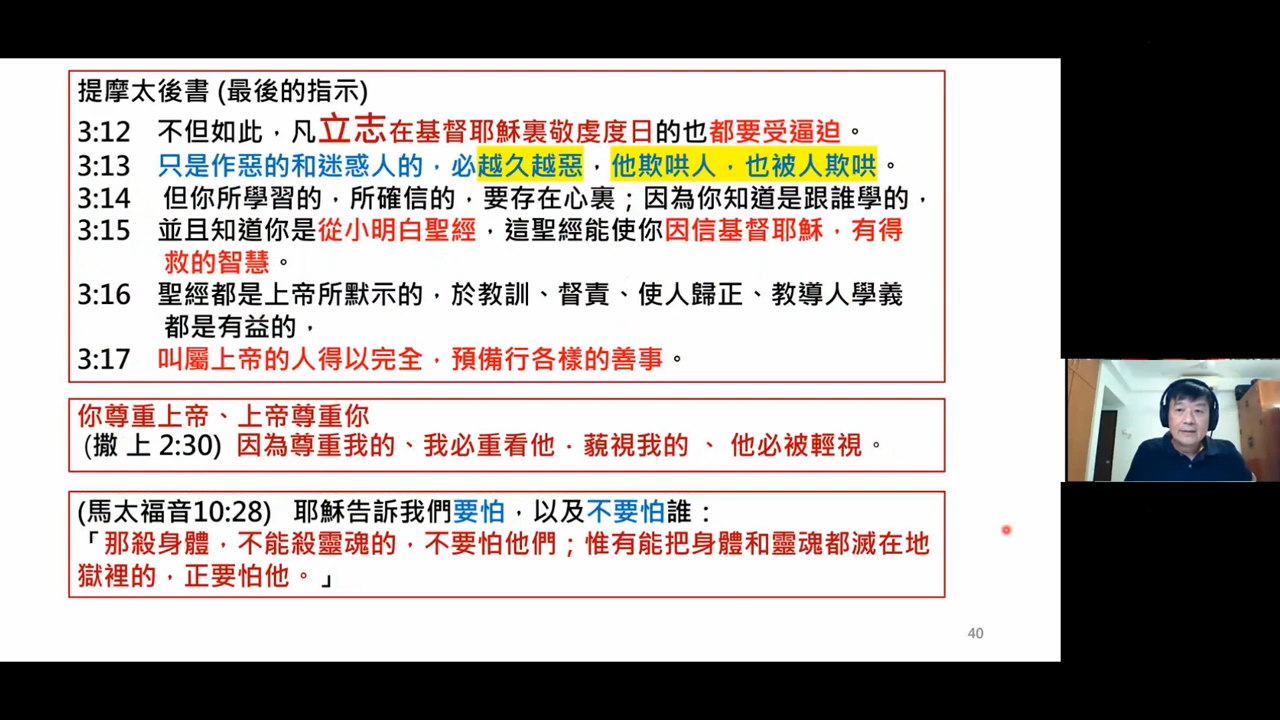 提摩太後書 (最後的指示)
3:12 不但如此，凡立志在基督耶穌裏敬虔度日的也都要受逼迫。
3:13 只是作惡的和迷惑人的，必越久越惡，他欺哄人，也被人欺哄。
3:14 但你所學習的，所確信的，要存在心裏；因為你知道是跟誰學的，
3:15 並且知道你是從小明白聖經，這聖經能使你因信基督耶穌，有得
救的智慧。
3:16 聖經都是上帝所默示的，於教訓、督責、使人歸正、教導人學義
都是有益的，
3:17 叫屬上帝的人得以完全，預備行各樣的善事。
你尊重上帝、上帝尊重你
(撒 上 2:30) 因為尊重我的、我必重看他．藐視我的 、 他必被輕視。
(馬太福音10:28) 耶穌告訴我們要怕，以及不要怕誰：
「那殺身體，不能殺靈魂的，不要怕他們；惟有能把身體和靈魂都滅在地
獄裡的，正要怕他。」
40